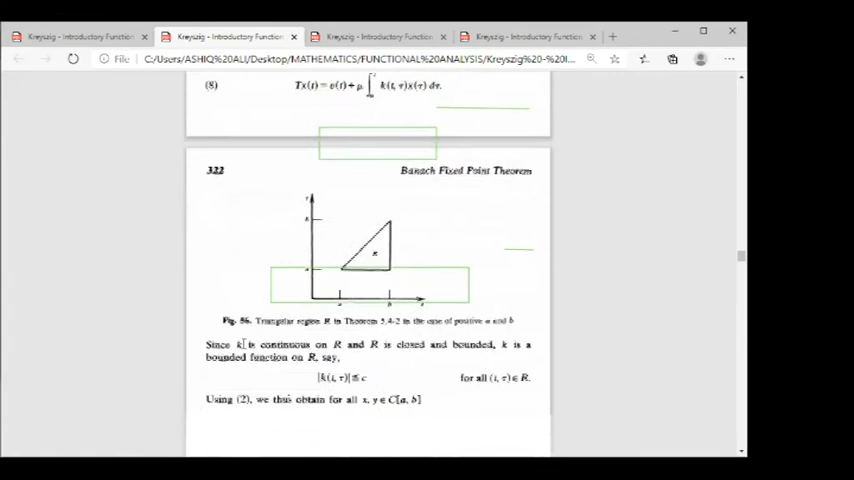 Kreyszig - Introductory Function
Kreyszig - Introductory Function
Kreyszig - Introductory Function
Kreyszig - Introductory Function
File
C:/Users/ASHIQ%20ALI/Desktop/MATHEMATICS/FUNCTIONAL%20ANALYSIS/Kreyszig%20-%20-%20I...
(8) Tx(t) = v(t) + μ ∫ k(t, τ)x(τ) dτ.
322 Banach Fixed Point Theorem
R
Fig. 56. Triangular region R in Theorem 5.4-2 in the case of positive a and b
Since k is continuous on R and R is closed and bounded, k is a
bounded function on R, say,
|k(t, τ)| ≦ c for all (t, τ) ∈ R.
Using (2), we thus obtain for all x, y ∈ C[a, b]